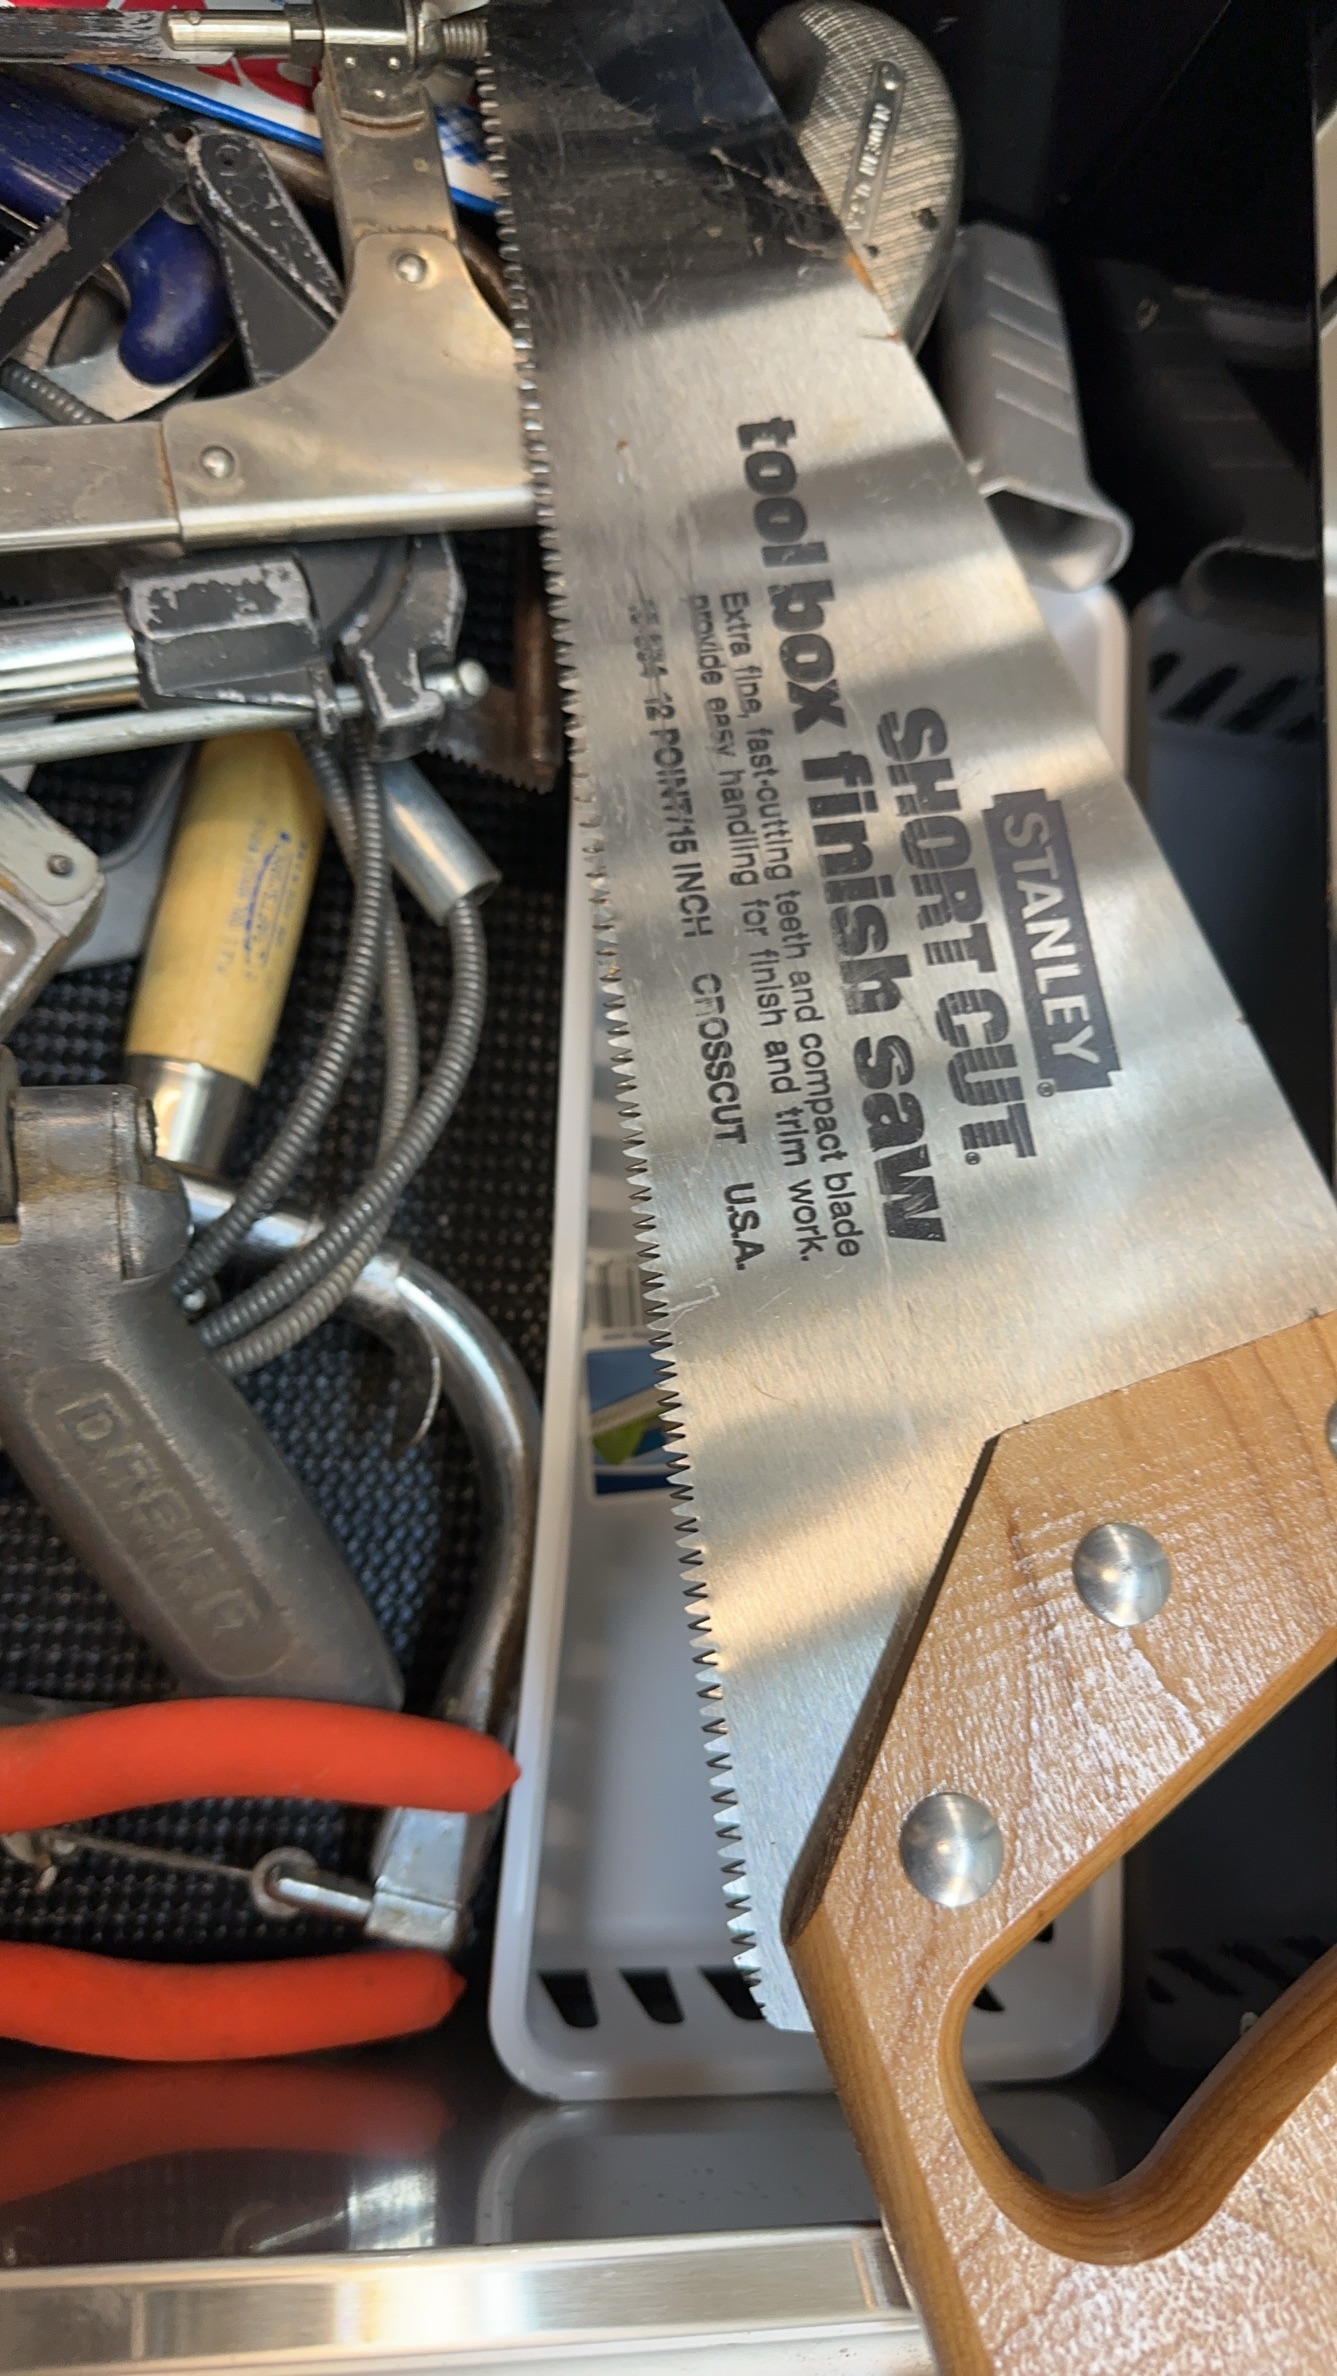 STANLEY®
SHORT CUT®
tool box finish saw
Extra fine, fast-cutting teeth and compact blade
provide easy handling for finish and trim work.
12 POINT/15 INCH CROSSCUT U.S.A.
DREMEL